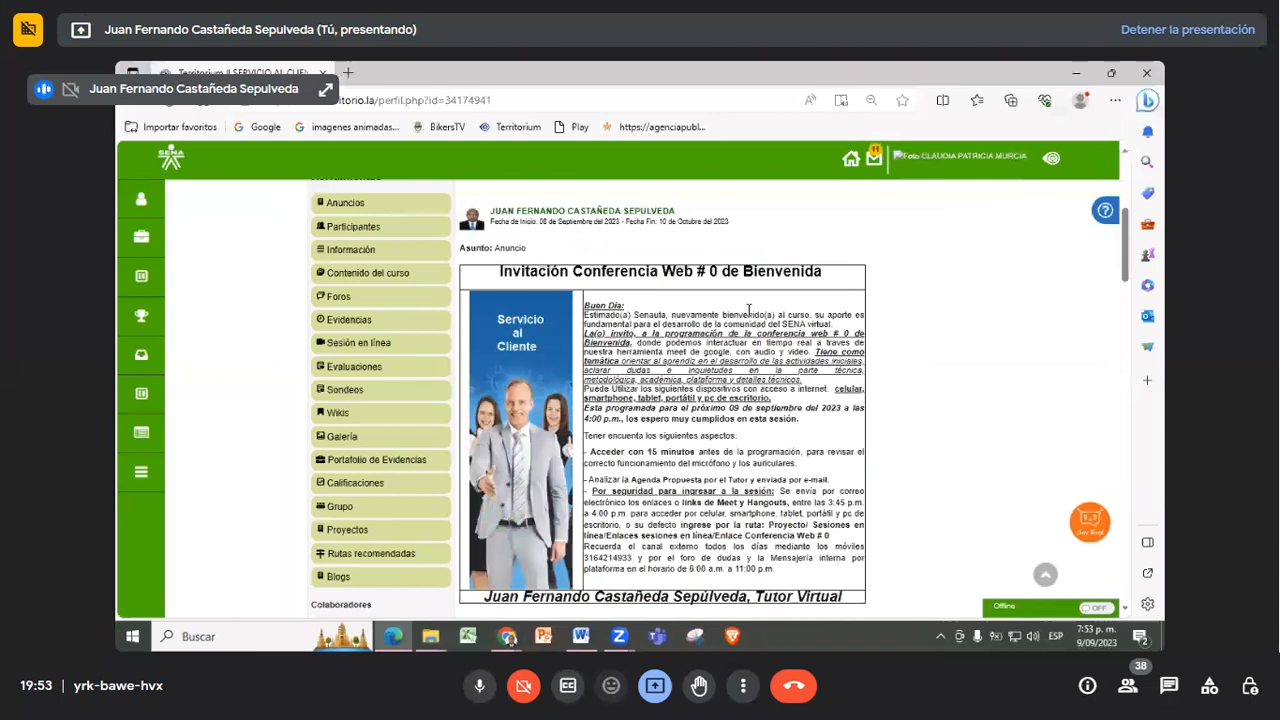 Juan Fernando Castañeda Sepulveda (Tú, presentando)
Detener la presentación
Territorium || SERVICIO AL CLIE
Juan Fernando Castañeda Sepulveda
itorio.la/perfil.php?id=34174941
Importar favoritos
Google
imagenes animadas...
BikersTV
Territorium
Play
https://agenciapubl...
SENA
11
Foto CLAUDIA PATRICIA MURCIA
Anuncios
Participantes
Información
Contenido del curso
Foros
Evidencias
Sesión en línea
Evaluaciones
Sondeos
Wikis
Galería
Portafolio de Evidencias
Calificaciones
Grupo
Proyectos
Rutas recomendadas
Blogs
Colaboradores
JUAN FERNANDO CASTAÑEDA SEPULVEDA
Fecha de Inicio: 08 de Septiembre del 2023 - Fecha Fin: 10 de Octubre del 2023
Asunto: Anuncio
Invitación Conferencia Web # 0 de Bienvenida
Servicio
al
Cliente
Buen Dia:
Estimado(a) Senauta, nuevamente bienvenido(a) al curso, su aporte es
fundamental para el desarrollo de la comunidad del SENA virtual.
La(o) invito, a la programación de la conferencia web # 0 de
Bienvenida, donde podemos interactuar en tiempo real a traves de
nuestra herramienta meet de google, con audio y video. Tiene como
temática orientar al aprendiz en el desarrollo de las actividades iniciales,
aclarar dudas e inquietudes en la parte técnica,
metodológica, académica, plataforma y detalles técnicos.
Puede Utilizar los siguientes dispositivos con acceso a internet: celular,
smartphone, tablet, portátil y pc de escritorio.
Esta programada para el próximo 09 de septiembre del 2023 a las
4:00 p.m., los espero muy cumplidos en esta sesión.
Tener encuenta los siguientes aspectos:
- Acceder con 15 minutos antes de la programación, para revisar el
correcto funcionamiento del micrófono y los auriculares.
- Analizar la Agenda Propuesta por el Tutor y enviada por e-mail.
- Por seguridad para ingresar a la sesión: Se envía por correo
electrónico los enlaces o links de Meet y Hangouts, entre las 3:45 p.m.
a 4:00 p.m. para acceder por celular, smartphone, tablet, portátil y pc de
escritorio, o su defecto ingrese por la ruta: Proyecto/ Sesiones en
línea/Enlaces sesiones en línea/Enlace Conferencia Web # 0
Recuerda el canal externo todos los días mediante los móviles
3164214933 y por el foro de dudas y la Mensajería interna por
plataforma en el horario de 6:00 a.m. a 11:00 p.m.
Juan Fernando Castañeda Sepúlveda, Tutor Virtual
Offline
OFF
Buscar
ESP
7:53 p. m.
9/09/2023
2
19:53
yrk-bawe-hvx
38